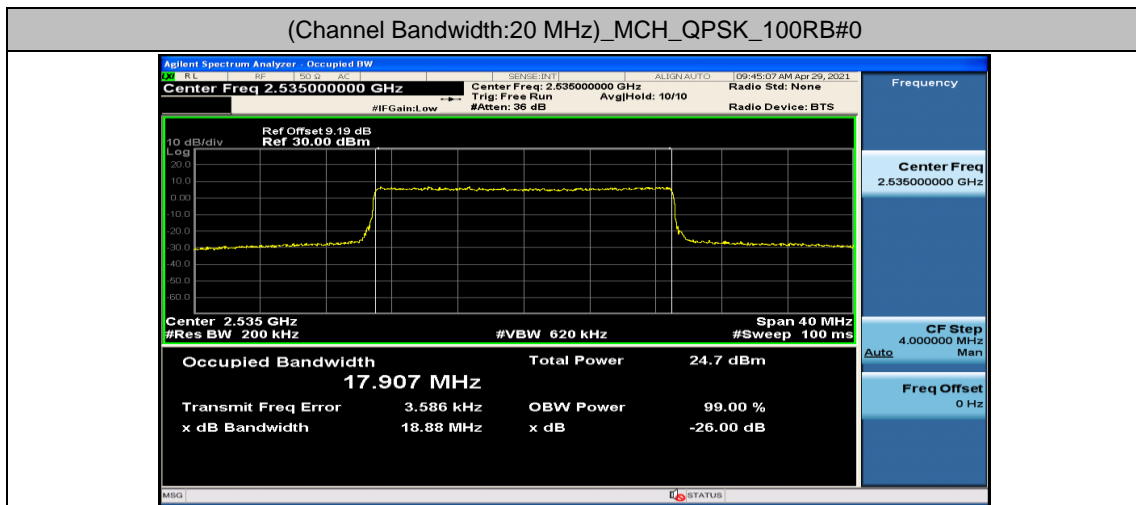 (Channel Bandwidth:20 MHz)_MCH_QPSK_100RB#0
Agilent Spectrum Analyzer - Occupied BW
LXI RL RF 50 Ω AC SENSE:INT ALIGN AUTO 09:45:07 AM Apr 29, 2021
Center Freq 2.535000000 GHz
Center Freq: 2.535000000 GHz Radio Std: None
Trig: Free Run Avg|Hold: 10/10
#IFGain:Low #Atten: 36 dB Radio Device: BTS
Ref Offset 9.19 dB
10 dB/div Ref 30.00 dBm
Log
20.0
10.0
0.00
-10.0
-20.0
-30.0
-40.0
-50.0
-60.0
Center 2.535 GHz Span 40 MHz
#Res BW 200 kHz #VBW 620 kHz #Sweep 100 ms
Occupied Bandwidth Total Power 24.7 dBm
17.907 MHz
Transmit Freq Error 3.586 kHz OBW Power 99.00 %
x dB Bandwidth 18.88 MHz x dB -26.00 dB
MSG STATUS
Frequency
Center Freq
2.535000000 GHz
CF Step
4.000000 MHz
Auto Man
Freq Offset
0 Hz